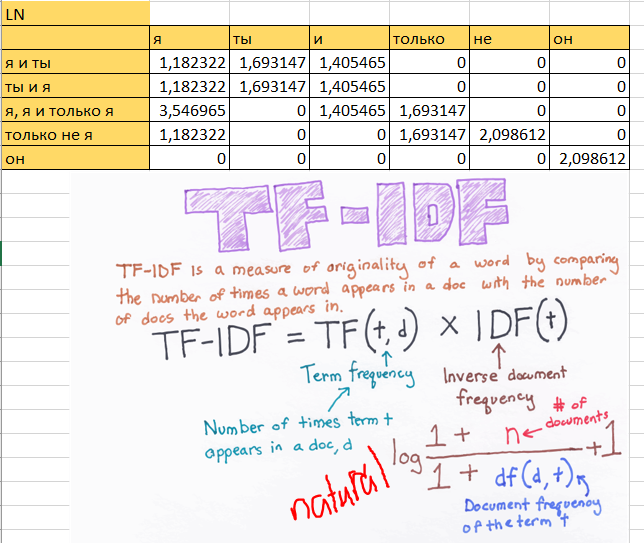 LN
я ты и только не он
я и ты 1,182322 1,693147 1,405465 0 0 0
ты и я 1,182322 1,693147 1,405465 0 0 0
я, я и только я 3,546965 0 1,405465 1,693147 0 0
только не я 1,182322 0 0 1,693147 2,098612 0
он 0 0 0 0 0 2,098612
TF-IDF
TF-IDF is a measure of originality of a word by comparing
the number of times a word appears in a doc with the number
of docs the word appears in.
TF-IDF = TF(t, d) × IDF(t)
Term frequency
Inverse document
frequency
Number of times term t
appears in a doc, d
# of
documents
natural log 1 + n / 1 + df(d, t) + 1
Document frequency
of the term t